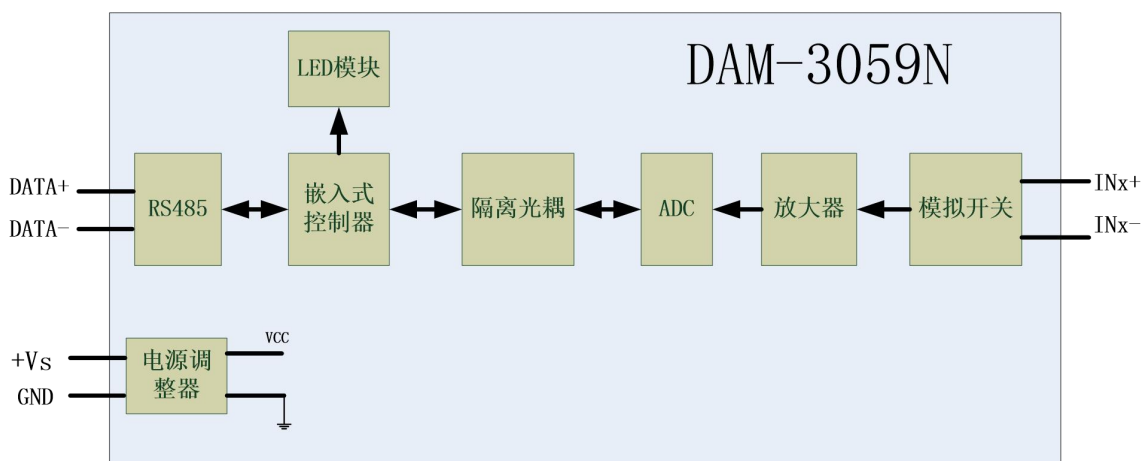 DAM-3059N
LED模块
DATA+
DATA-
RS485
嵌入式
控制器
隔离光耦
ADC
放大器
模拟开关
INx+
INx-
+Vs
GND
电源调
整器
VCC